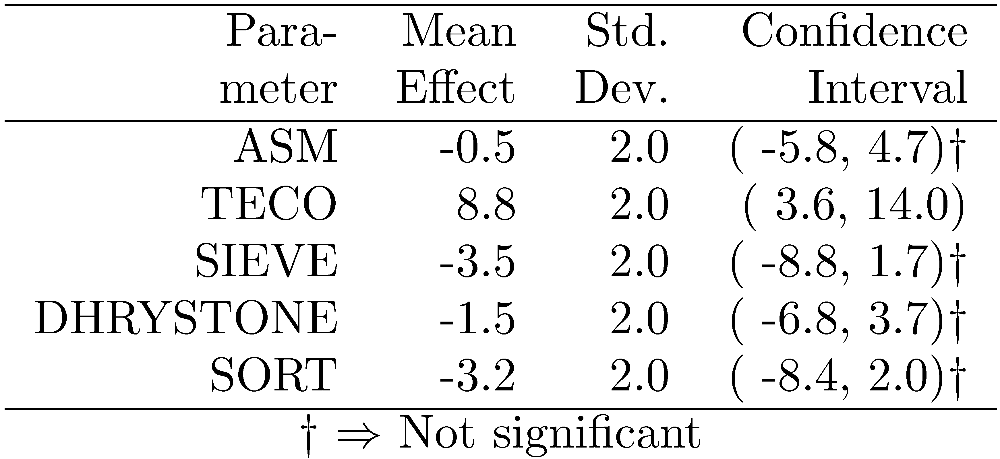 Para- Mean Std. Confidence
meter Effect Dev. Interval
ASM -0.5 2.0 ( -5.8, 4.7)†
TECO 8.8 2.0 ( 3.6, 14.0)
SIEVE -3.5 2.0 ( -8.8, 1.7)†
DHRYSTONE -1.5 2.0 ( -6.8, 3.7)†
SORT -3.2 2.0 ( -8.4, 2.0)†
† ⇒ Not significant